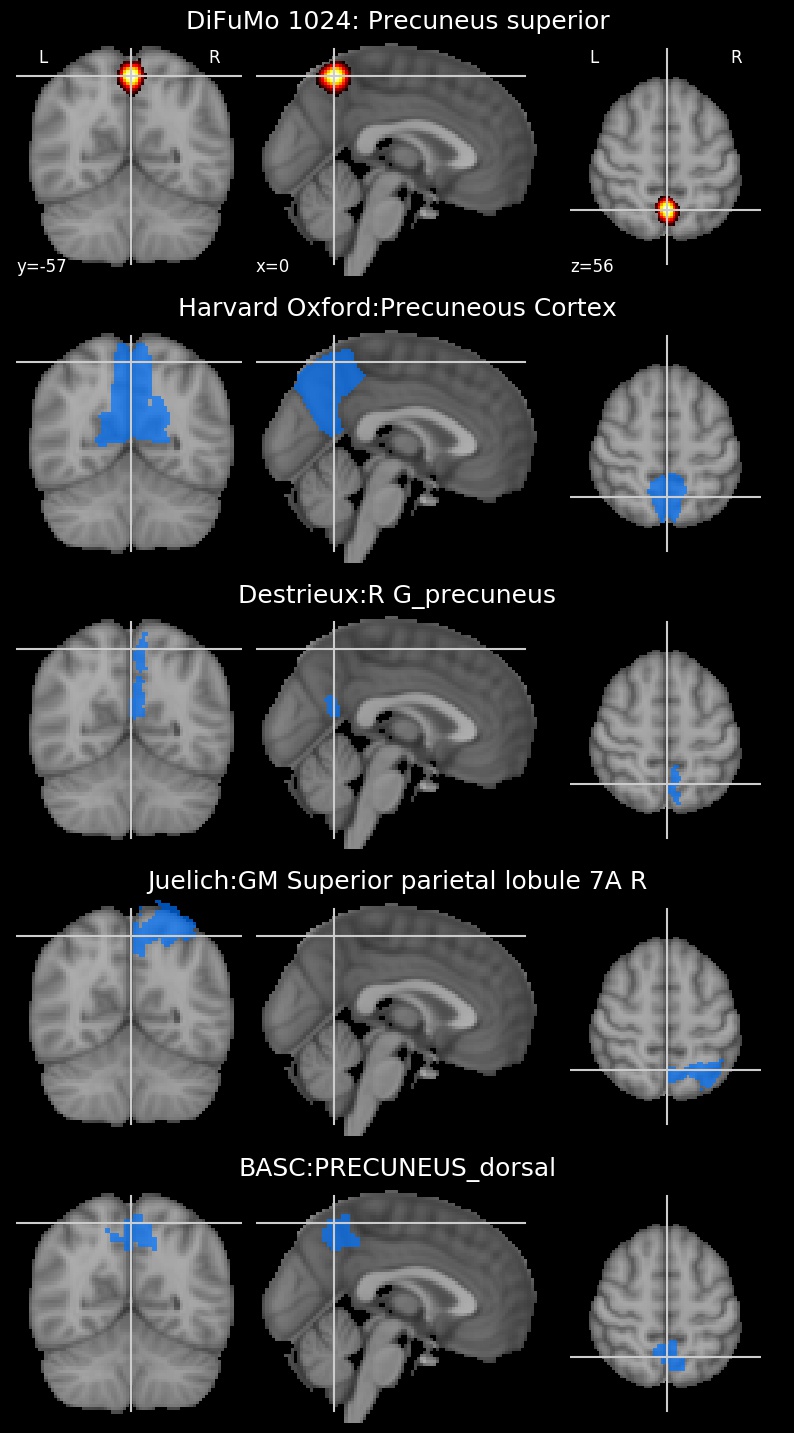 DiFuMo 1024: Precuneus superior
L R L R
y=-57 x=0 z=56
Harvard Oxford:Precuneous Cortex
Destrieux:R G_precuneus
Juelich:GM Superior parietal lobule 7A R
BASC:PRECUNEUS_dorsal